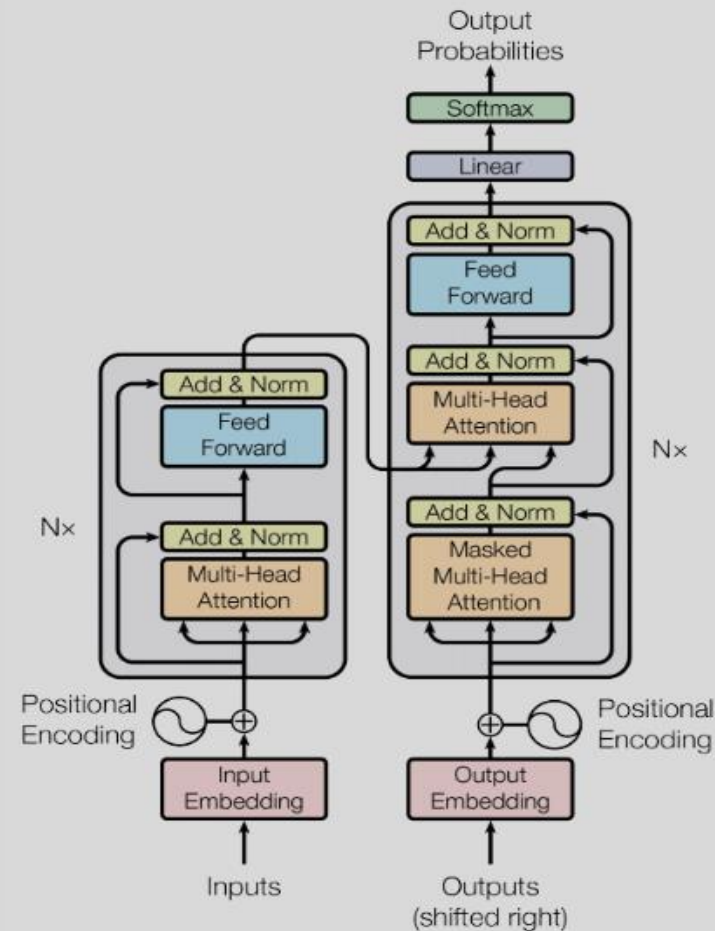 Output
Probabilities
Softmax
Linear
Add & Norm
Feed
Forward
Add & Norm
Multi-Head
Attention
Nx
Add & Norm
Masked
Multi-Head
Attention
Add & Norm
Feed
Forward
Nx
Add & Norm
Multi-Head
Attention
Positional
Encoding
Positional
Encoding
Input
Embedding
Output
Embedding
Inputs
Outputs
(shifted right)